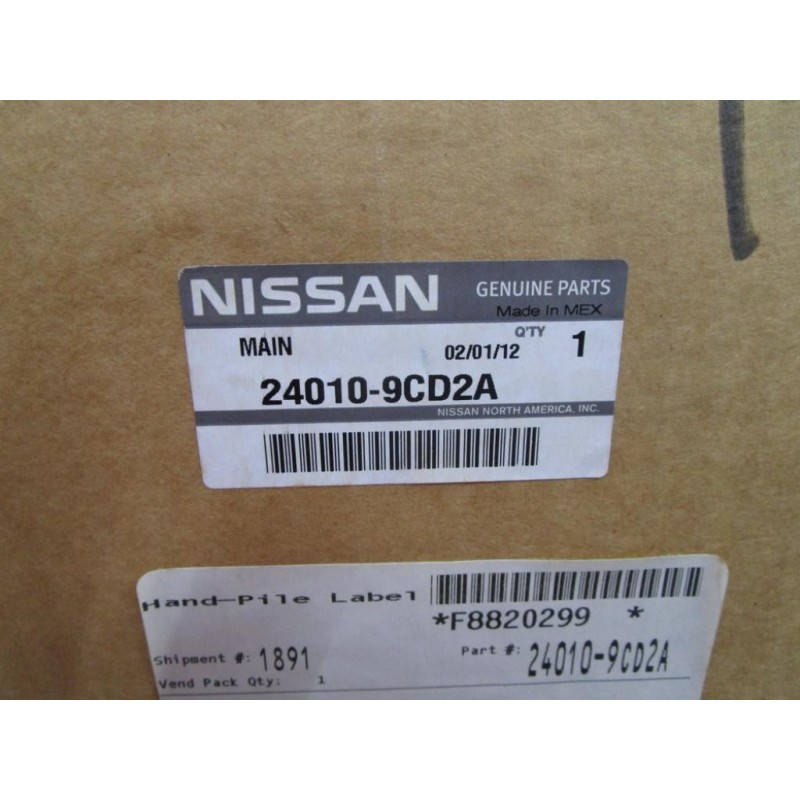 NISSAN GENUINE PARTS
Made In MEX
MAIN 02/01/12 Q'TY 1
24010-9CD2A
NISSAN NORTH AMERICA, INC.
Hand-Pile Label
*F8820299 *
Shipment #: 1891 Part #: 24010-9CD2A
Vend Pack Qty: 1